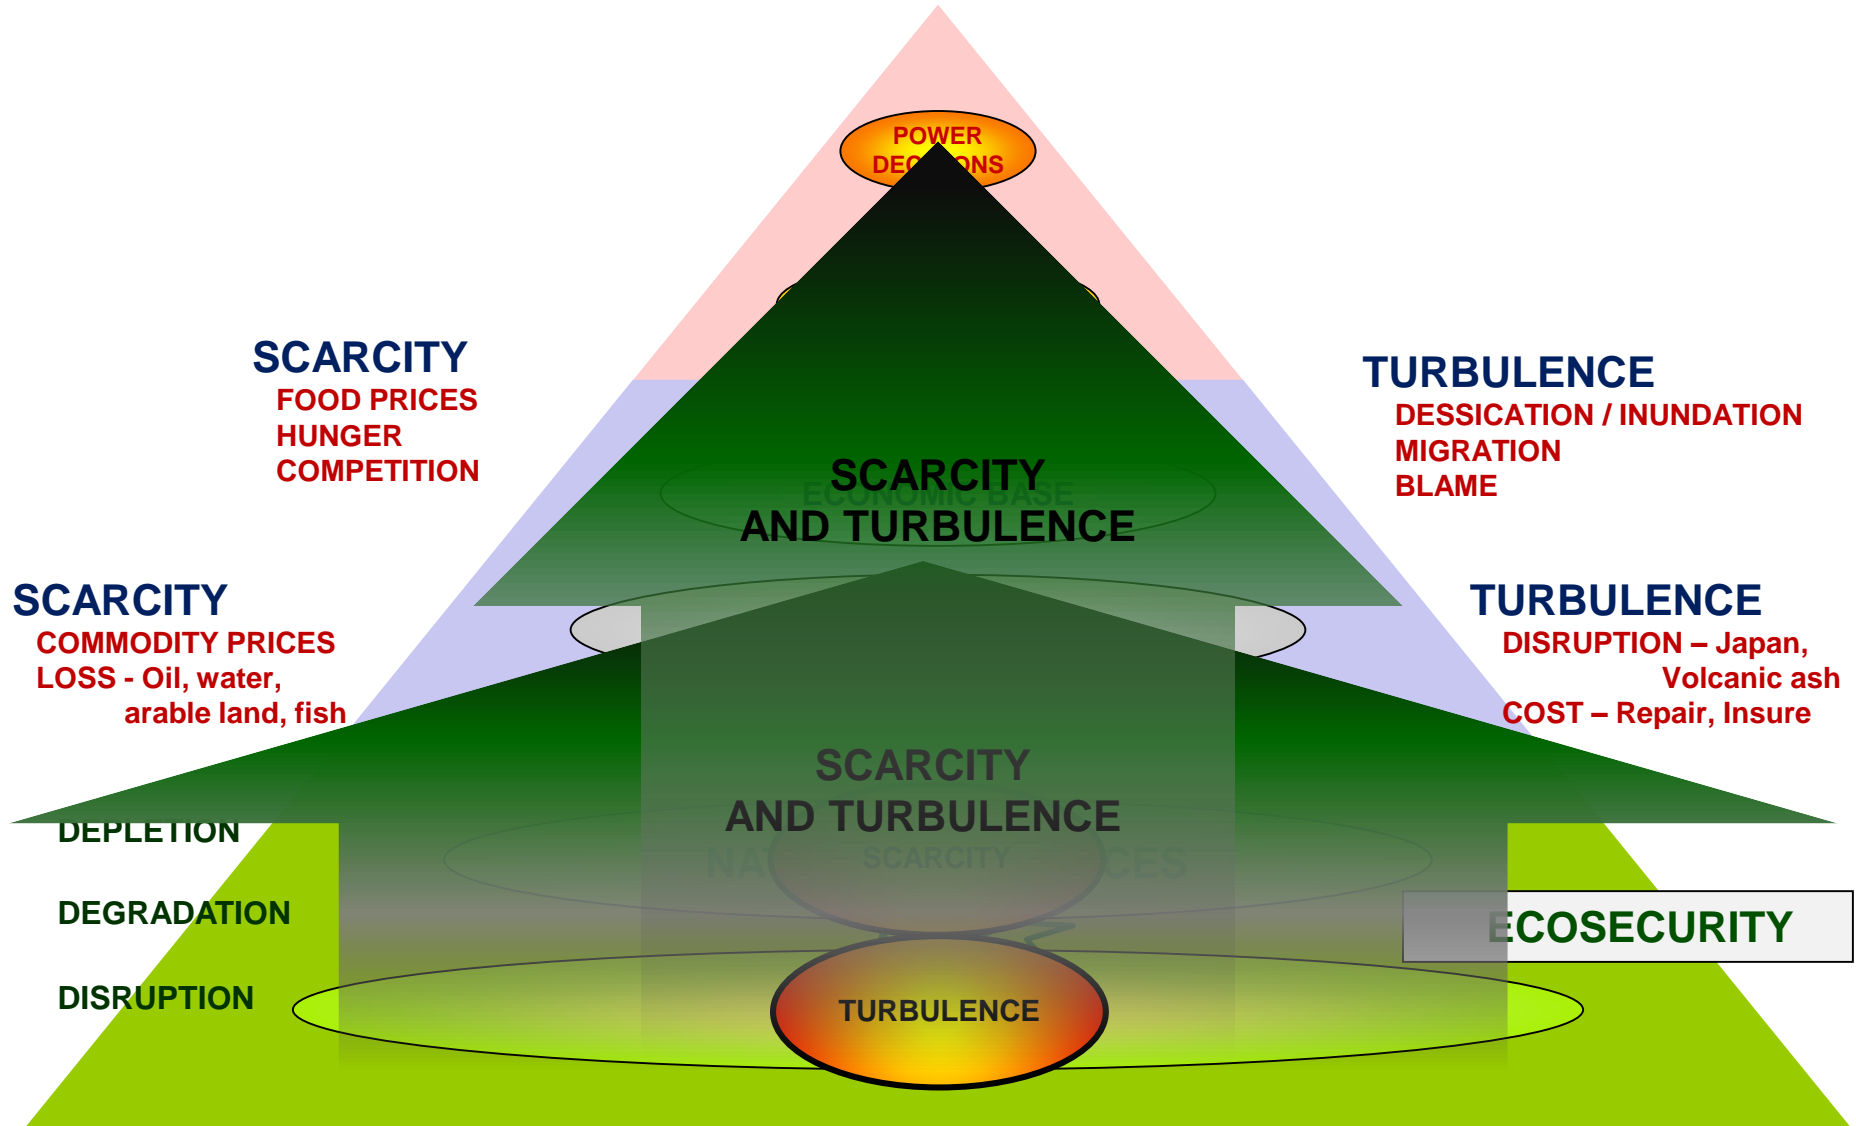 POWER
SCARCITY
FOOD PRICES
HUNGER
COMPETITION
TURBULENCE
DESSICATION / INUNDATION
MIGRATION
BLAME
SCARCITY
ECONOMIC BASE
AND TURBULENCE
SCARCITY
COMMODITY PRICES
LOSS - Oil, water,
arable land, fish
TURBULENCE
DISRUPTION – Japan,
Volcanic ash
COST – Repair, Insure
SCARCITY
AND TURBULENCE
SCARCITY
DEPLETION
DEGRADATION
DISRUPTION
ECOSECURITY
TURBULENCE